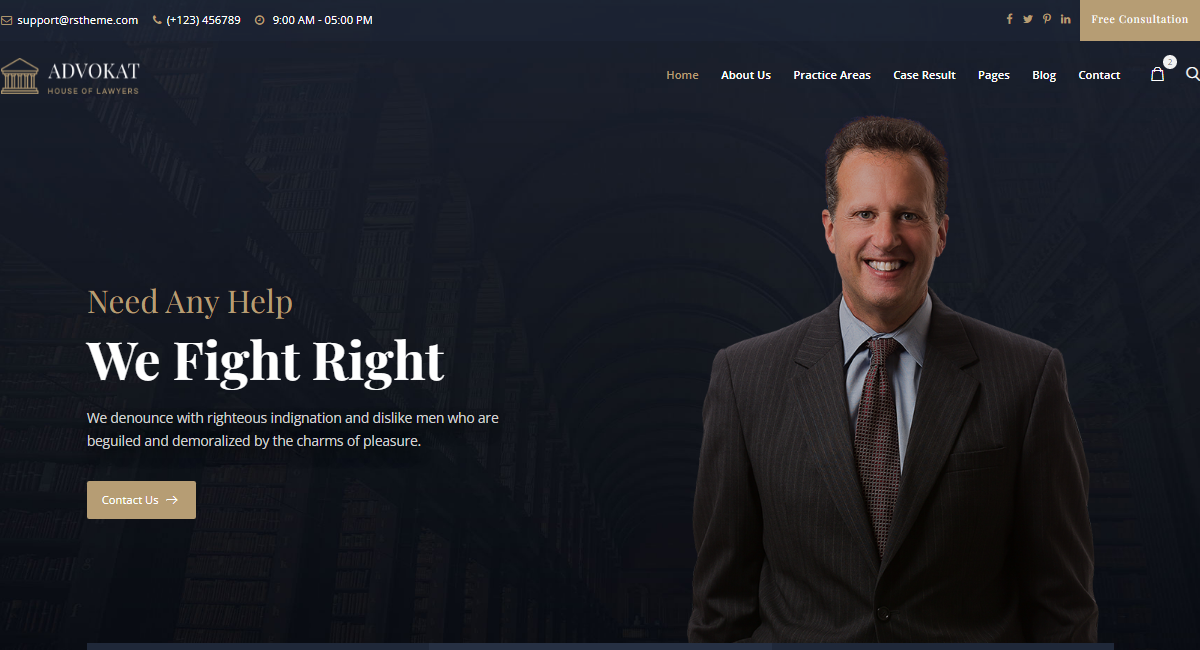 support@rstheme.com (+123) 456789 9:00 AM - 05:00 PM Free Consultation
ADVOKAT
HOUSE OF LAWYERS
Home About Us Practice Areas Case Result Pages Blog Contact 2
Need Any Help
We Fight Right
We denounce with righteous indignation and dislike men who are
beguiled and demoralized by the charms of pleasure.
Contact Us